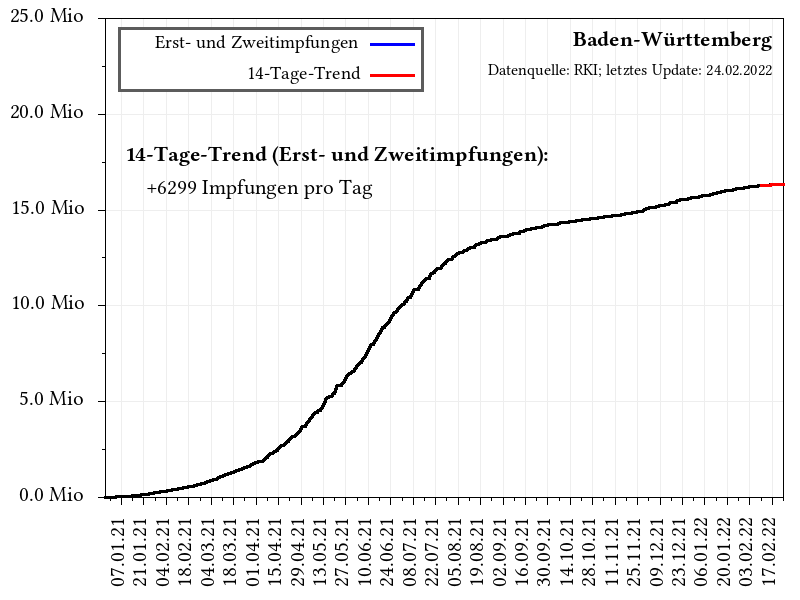 25.0 Mio
20.0 Mio
15.0 Mio
10.0 Mio
5.0 Mio
0.0 Mio
Erst- und Zweitimpfungen
14-Tage-Trend
Baden-Württemberg
Datenquelle: RKI; letztes Update: 24.02.2022
14-Tage-Trend (Erst- und Zweitimpfungen):
+6299 Impfungen pro Tag
07.01.21
21.01.21
04.02.21
18.02.21
04.03.21
18.03.21
01.04.21
15.04.21
29.04.21
13.05.21
27.05.21
10.06.21
24.06.21
08.07.21
22.07.21
05.08.21
19.08.21
02.09.21
16.09.21
30.09.21
14.10.21
28.10.21
11.11.21
25.11.21
09.12.21
23.12.21
06.01.22
20.01.22
03.02.22
17.02.22